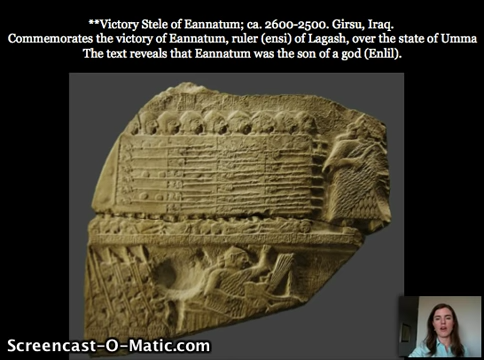 **Victory Stele of Eannatum; ca. 2600-2500. Girsu, Iraq.
Commemorates the victory of Eannatum, ruler (ensi) of Lagash, over the state of Umma
The text reveals that Eannatum was the son of a god (Enlil).
Screencast-O-Matic.com